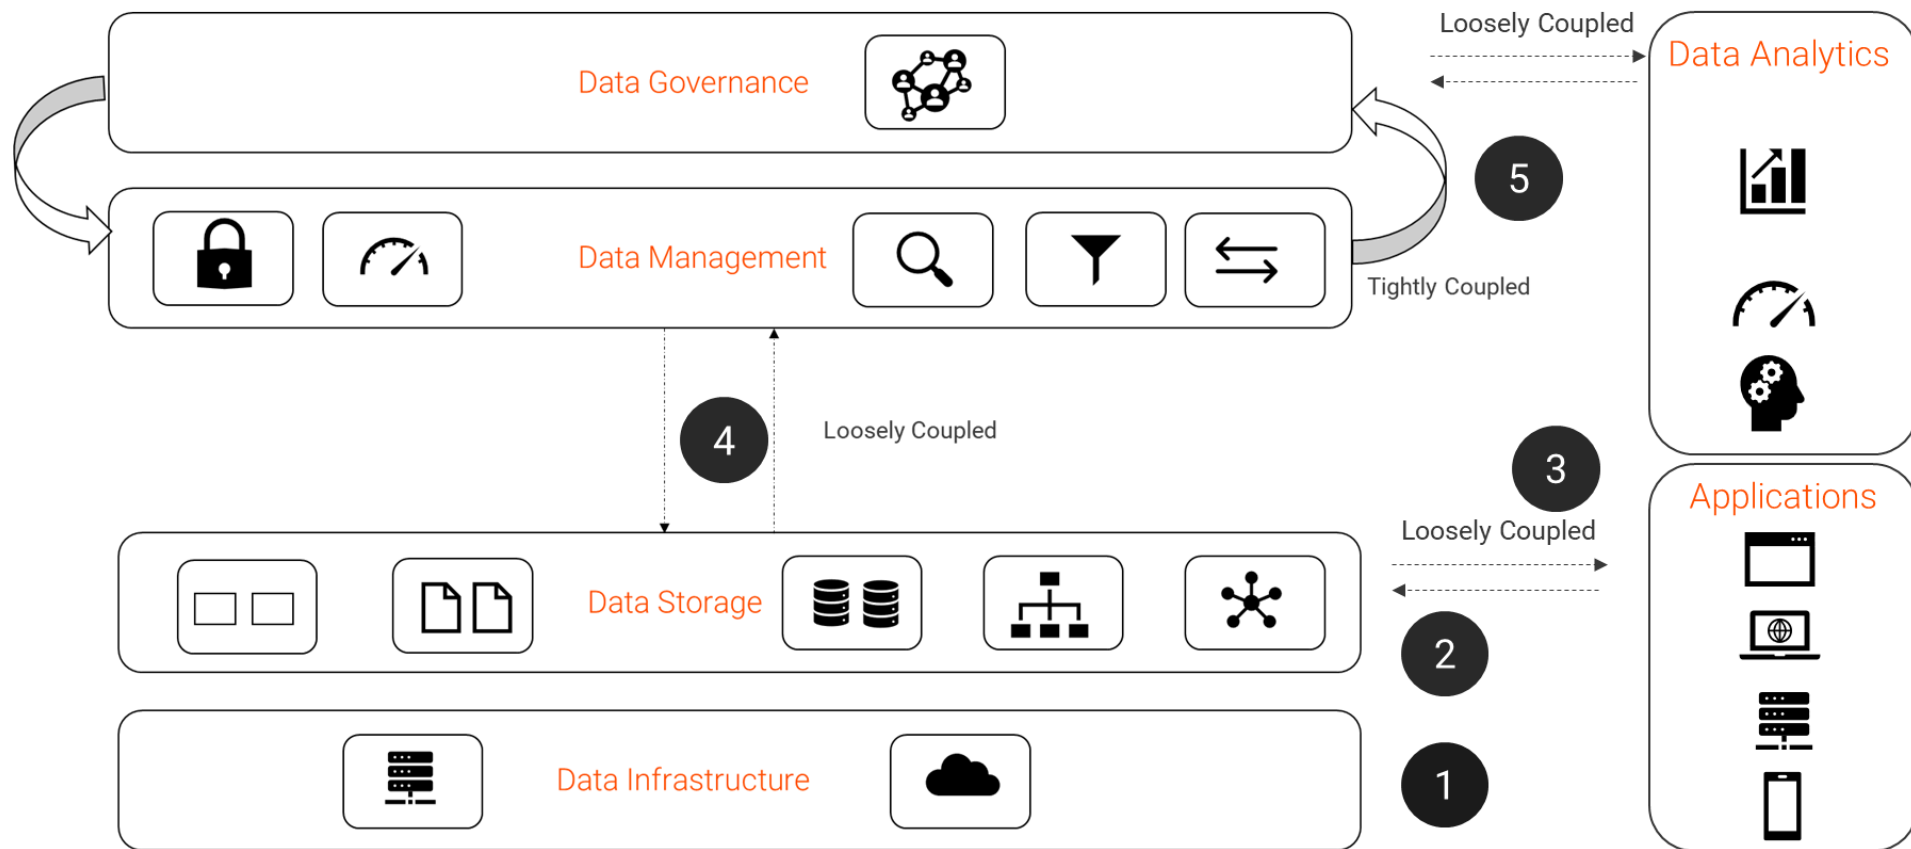 Loosely Coupled
Data Governance
Data Analytics
5
Data Management
Tightly Coupled
4
Loosely Coupled
3
Applications
Loosely Coupled
Data Storage
2
Data Infrastructure
1